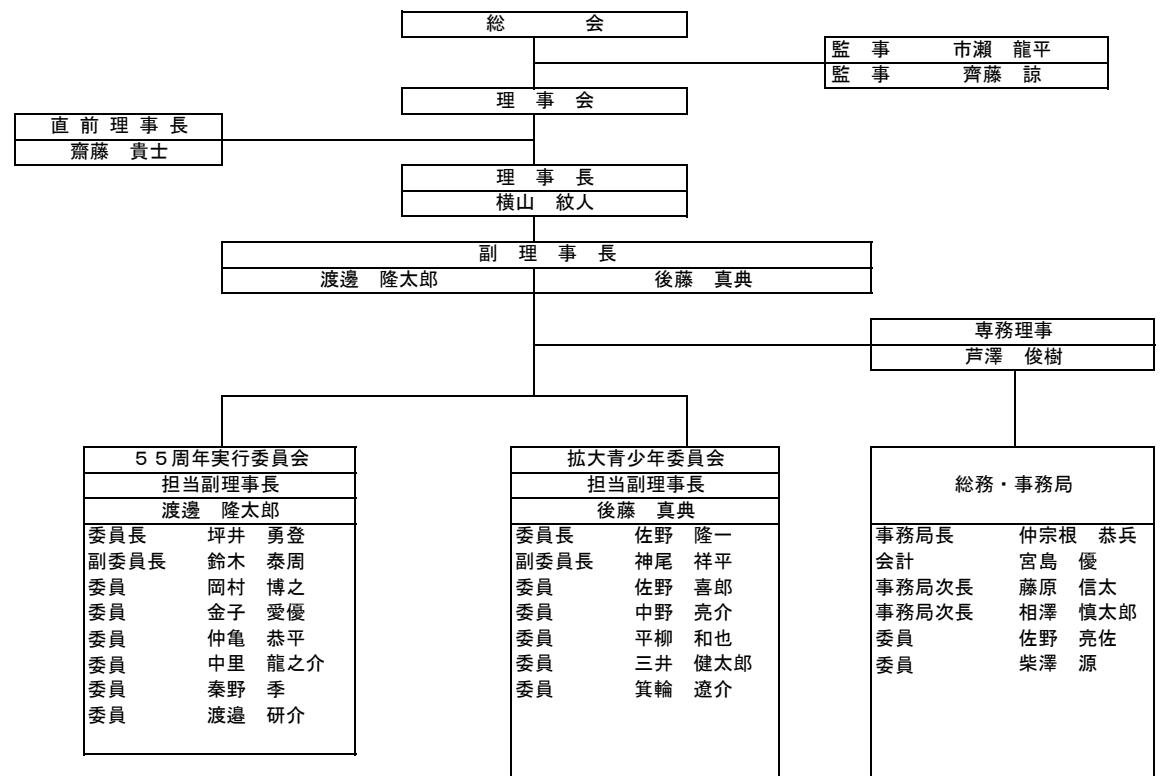 総　会
監　事　市瀨　龍平
監　事　齊藤　諒
理　事　会
直 前 理 事 長
齋藤　貴士
理　事　長
横山　紋人
副　理　事　長
渡邊　隆太郎　後藤　真典
専務理事
芦澤　俊樹
５５周年実行委員会
担当副理事長
渡邊　隆太郎
委員長　坪井　勇登
副委員長　鈴木　泰周
委員　岡村　博之
委員　金子　愛優
委員　仲亀　恭平
委員　中里　龍之介
委員　秦野　季
委員　渡邉　研介
拡大青少年委員会
担当副理事長
後藤　真典
委員長　佐野　隆一
副委員長　神尾　祥平
委員　佐野　喜郎
委員　中野　亮介
委員　平柳　和也
委員　三井　健太郎
委員　箕輪　遼介
総務・事務局
事務局長　仲宗根　恭兵
会計　宮島　優
事務局次長　藤原　信太
事務局次長　相澤　慎太郎
委員　佐野　亮佐
委員　柴澤　源